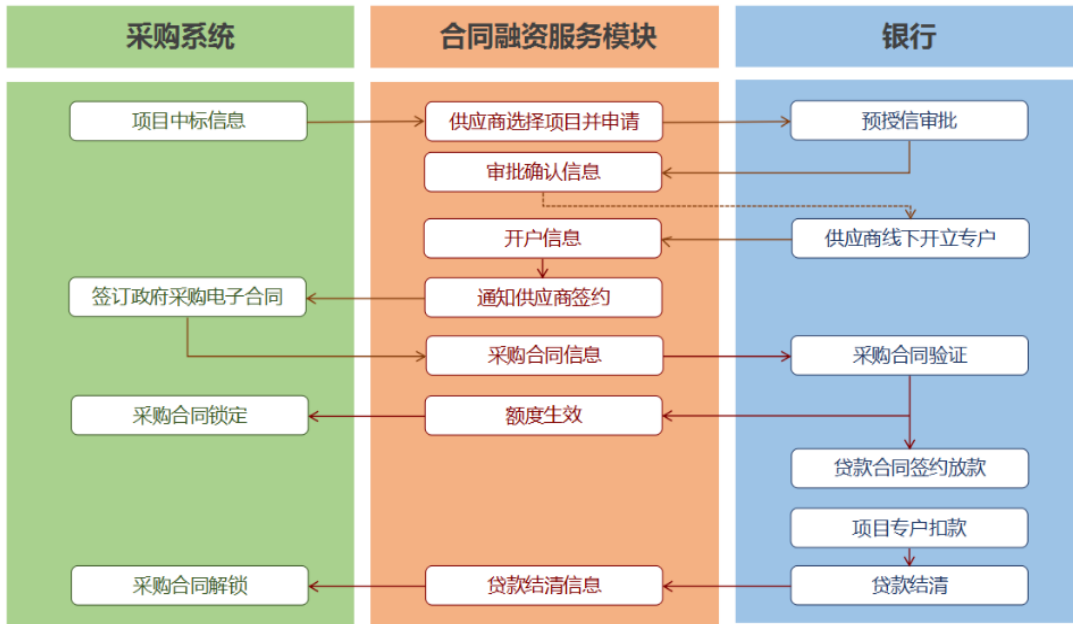 采购系统
合同融资服务模块
银行
项目中标信息
供应商选择项目并申请
预授信审批
审批确认信息
开户信息
供应商线下开立专户
签订政府采购电子合同
通知供应商签约
采购合同信息
采购合同验证
采购合同锁定
额度生效
贷款合同签约放款
项目专户扣款
采购合同解锁
贷款结清信息
贷款结清